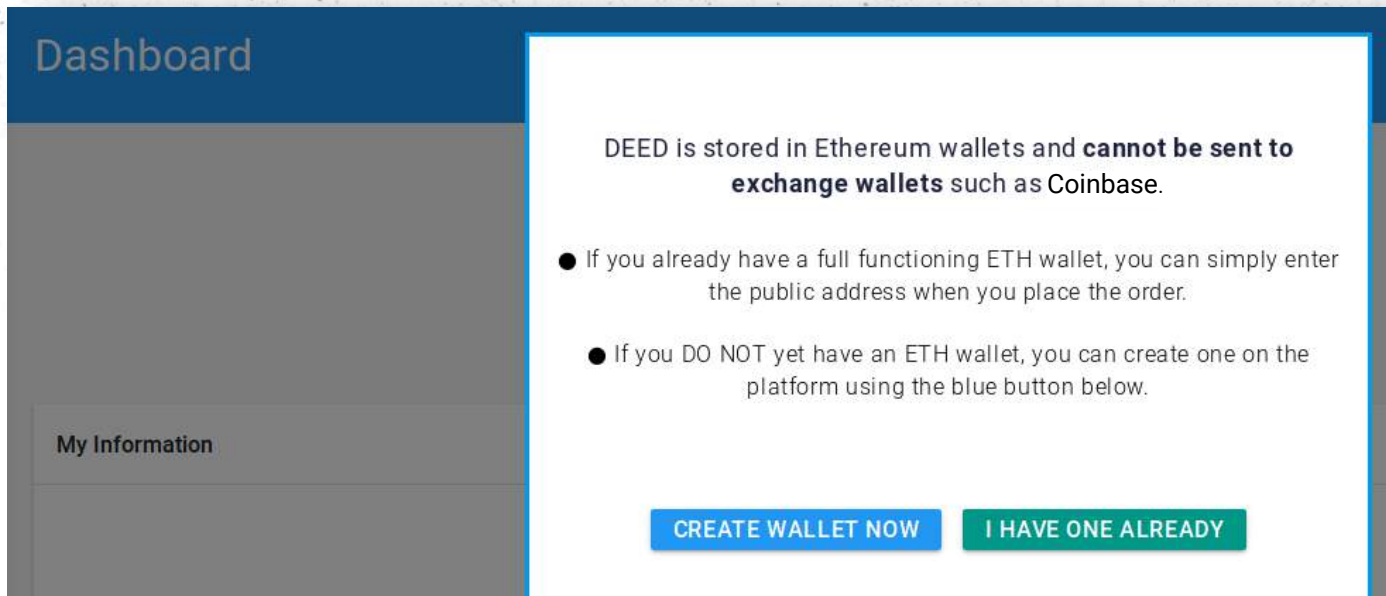 Dashboard
DEED is stored in Ethereum wallets and cannot be sent to
exchange wallets such as Coinbase.
● If you already have a full functioning ETH wallet, you can simply enter
the public address when you place the order.
● If you DO NOT yet have an ETH wallet, you can create one on the
platform using the blue button below.
My Information
CREATE WALLET NOW
I HAVE ONE ALREADY